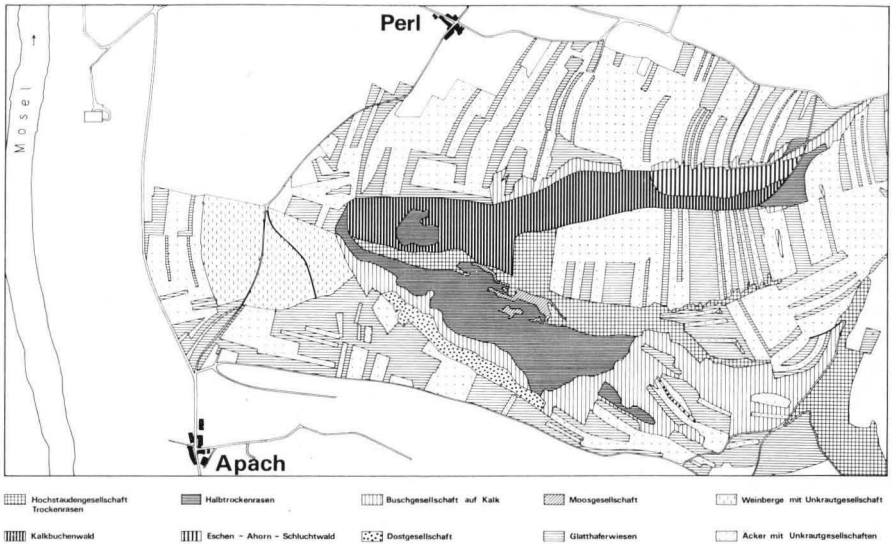 Perl
Mosel
Apach
Hochstaudengesellschaft
Trockenrasen
Halbtrockenrasen
Buschgesellschaft auf Kalk
Moosgesellschaft
Weinberge mit Unkrautgesellschaft
Kalkbuchenwald
Eschen - Ahorn - Schluchtwald
Dostgesellschaft
Glatthaferwiesen
Äcker mit Unkrautgesellschaften